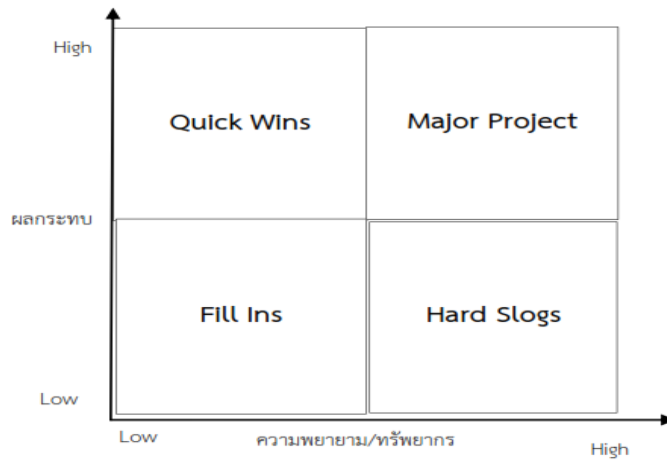 High
Quick Wins
Major Project
ผลกระทบ
Fill Ins
Hard Slogs
Low
Low
ความพยายาม/ทรัพยากร
High